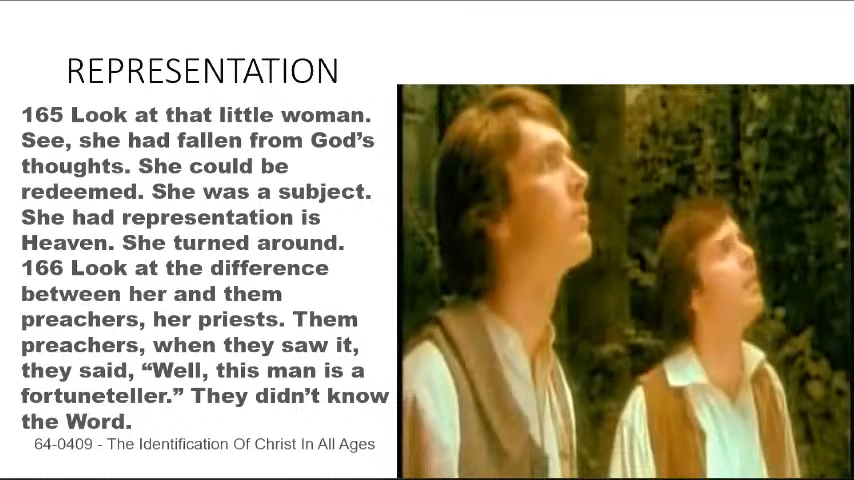 REPRESENTATION
165 Look at that little woman.
See, she had fallen from God’s
thoughts. She could be
redeemed. She was a subject.
She had representation is
Heaven. She turned around.
166 Look at the difference
between her and them
preachers, her priests. Them
preachers, when they saw it,
they said, “Well, this man is a
fortuneteller.” They didn’t know
the Word.
64-0409 - The Identification Of Christ In All Ages